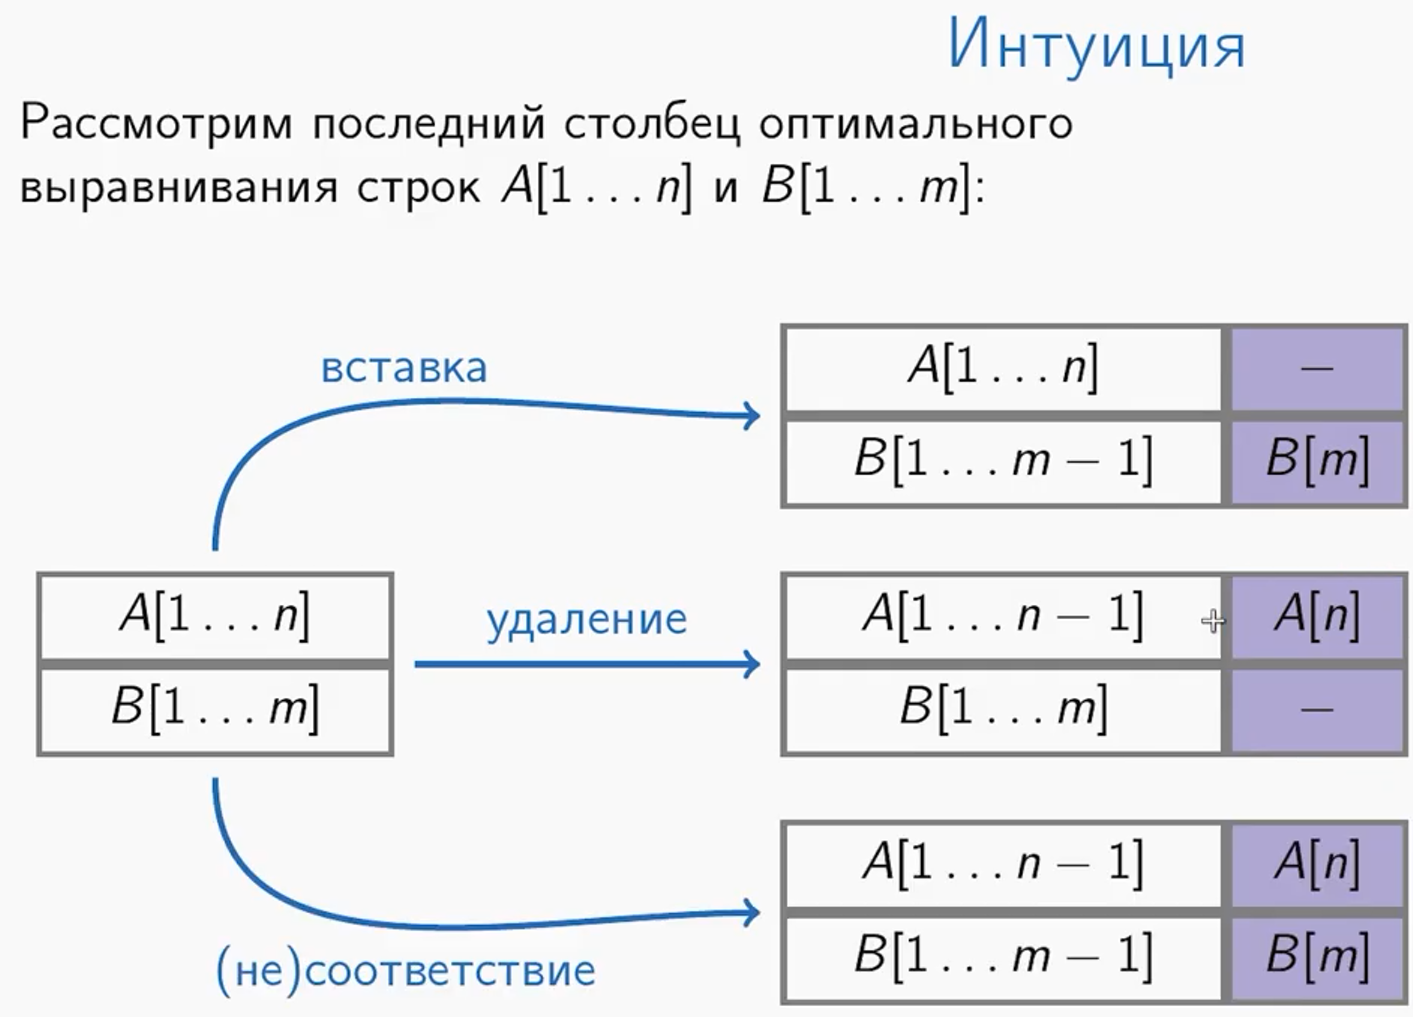 Интуиция
Рассмотрим последний столбец оптимального
выравнивания строк A[1 . . . n] и B[1 . . . m]:
вставка
A[1 . . . n] –
B[1 . . . m − 1] B[m]
A[1 . . . n]
B[1 . . . m]
удаление
A[1 . . . n − 1] A[n]
B[1 . . . m] –
(не)соответствие
A[1 . . . n − 1] A[n]
B[1 . . . m − 1] B[m]